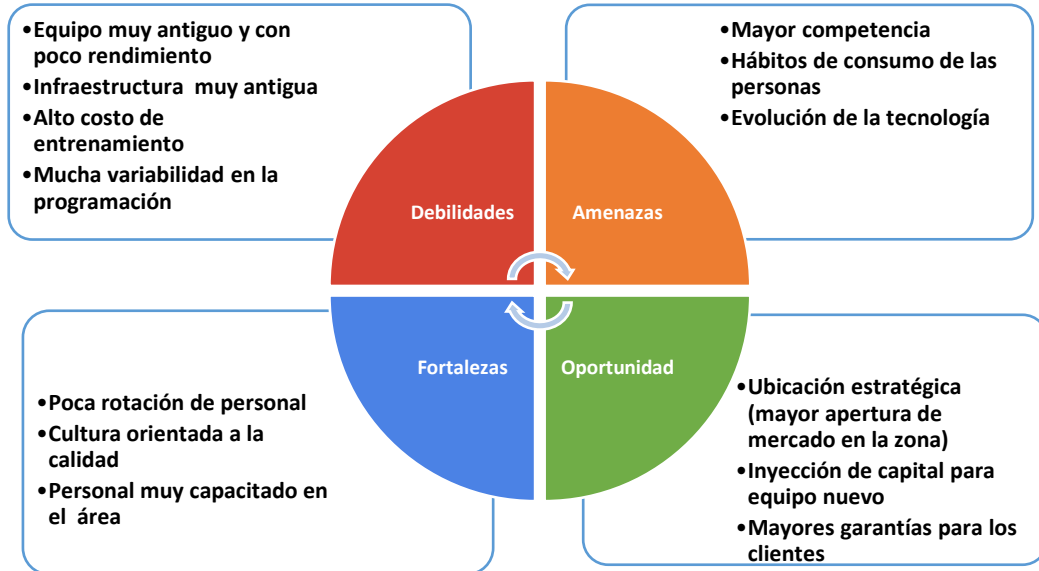 •Equipo muy antiguo y con
poco rendimiento
•Infraestructura muy antigua
•Alto costo de
entrenamiento
•Mucha variabilidad en la
programación
•Mayor competencia
•Hábitos de consumo de las
personas
•Evolución de la tecnología
Debilidades
Amenazas
Fortalezas
Oportunidad
•Poca rotación de personal
•Cultura orientada a la
calidad
•Personal muy capacitado en
el área
•Ubicación estratégica
(mayor apertura de
mercado en la zona)
•Inyección de capital para
equipo nuevo
•Mayores garantías para los
clientes